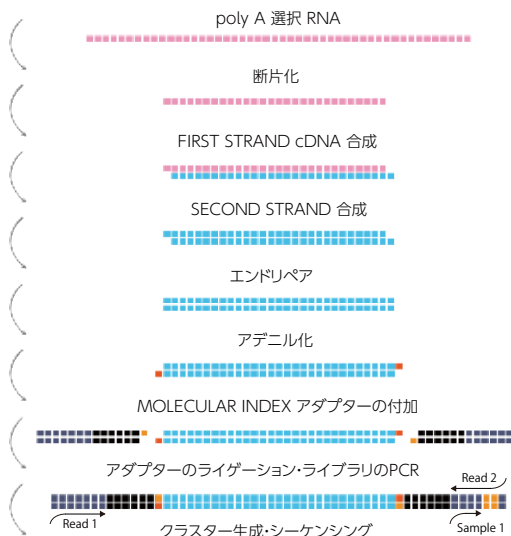 poly A 選択 RNA
断片化
FIRST STRAND cDNA 合成
SECOND STRAND 合成
エンドリペア
アデニル化
MOLECULAR INDEX アダプターの付加
アダプターのライゲーション・ライブラリのPCR
Read 2
Read 1
Sample 1
クラスター生成・シーケンシング